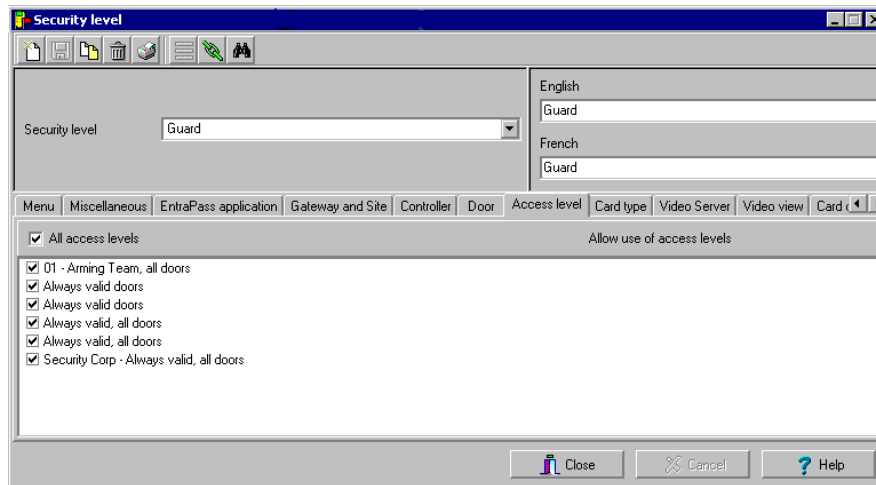 Security level
English
Guard
Security level
Guard
French
Guard
Menu Miscellaneous EntraPass application Gateway and Site Controller Door Access level Card type Video Server Video view Card
All access levels
Allow use of access levels
01 - Arming Team, all doors
Always valid doors
Always valid doors
Always valid, all doors
Always valid, all doors
Security Corp - Always valid, all doors
Close Cancel Help